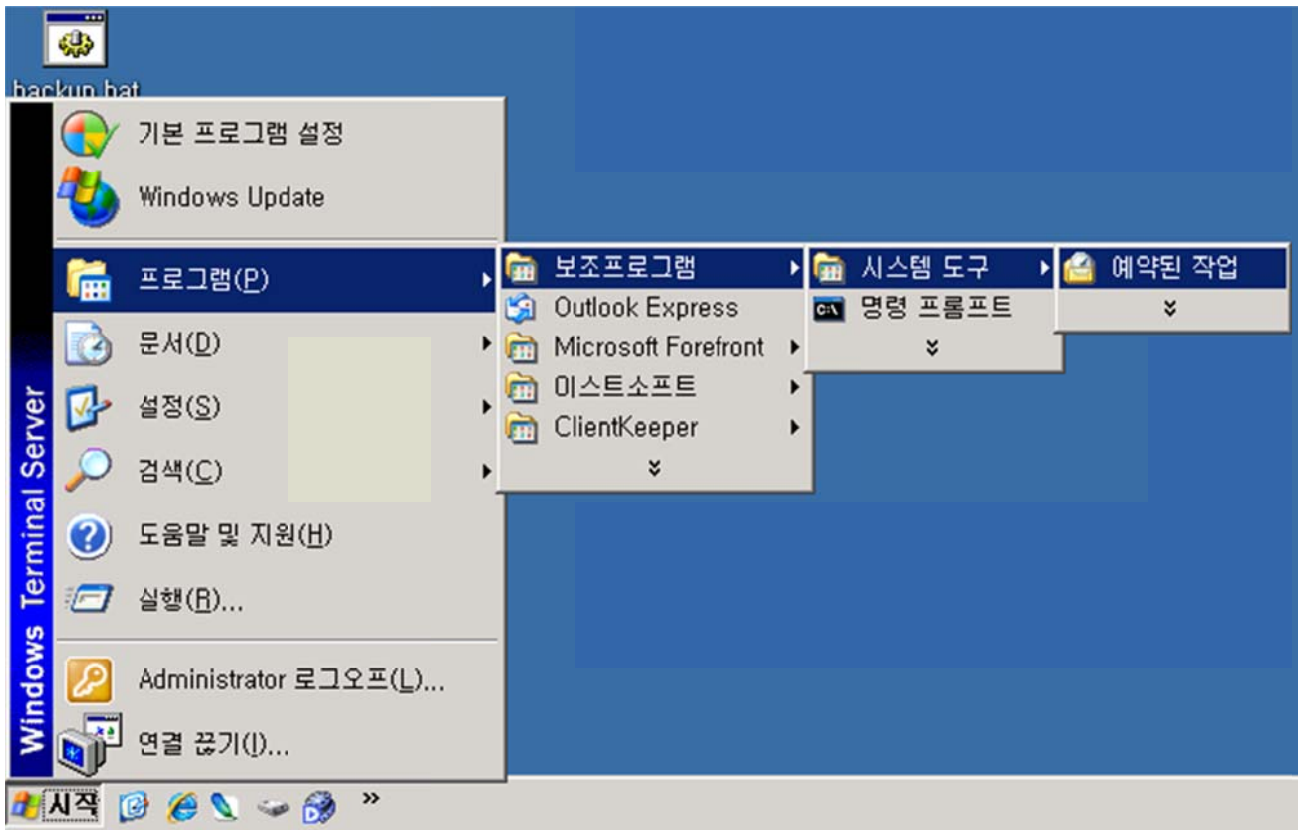 backup.bat
기본 프로그램 설정
Windows Update
프로그램(P)
문서(D)
설정(S)
검색(C)
도움말 및 지원(H)
실행(R)...
Administrator 로그오프(L)...
연결 끊기(I)...
Windows Terminal Server
보조프로그램
Outlook Express
Microsoft Forefront
이스트소프트
ClientKeeper
시스템 도구
명령 프롬프트
예약된 작업
시작